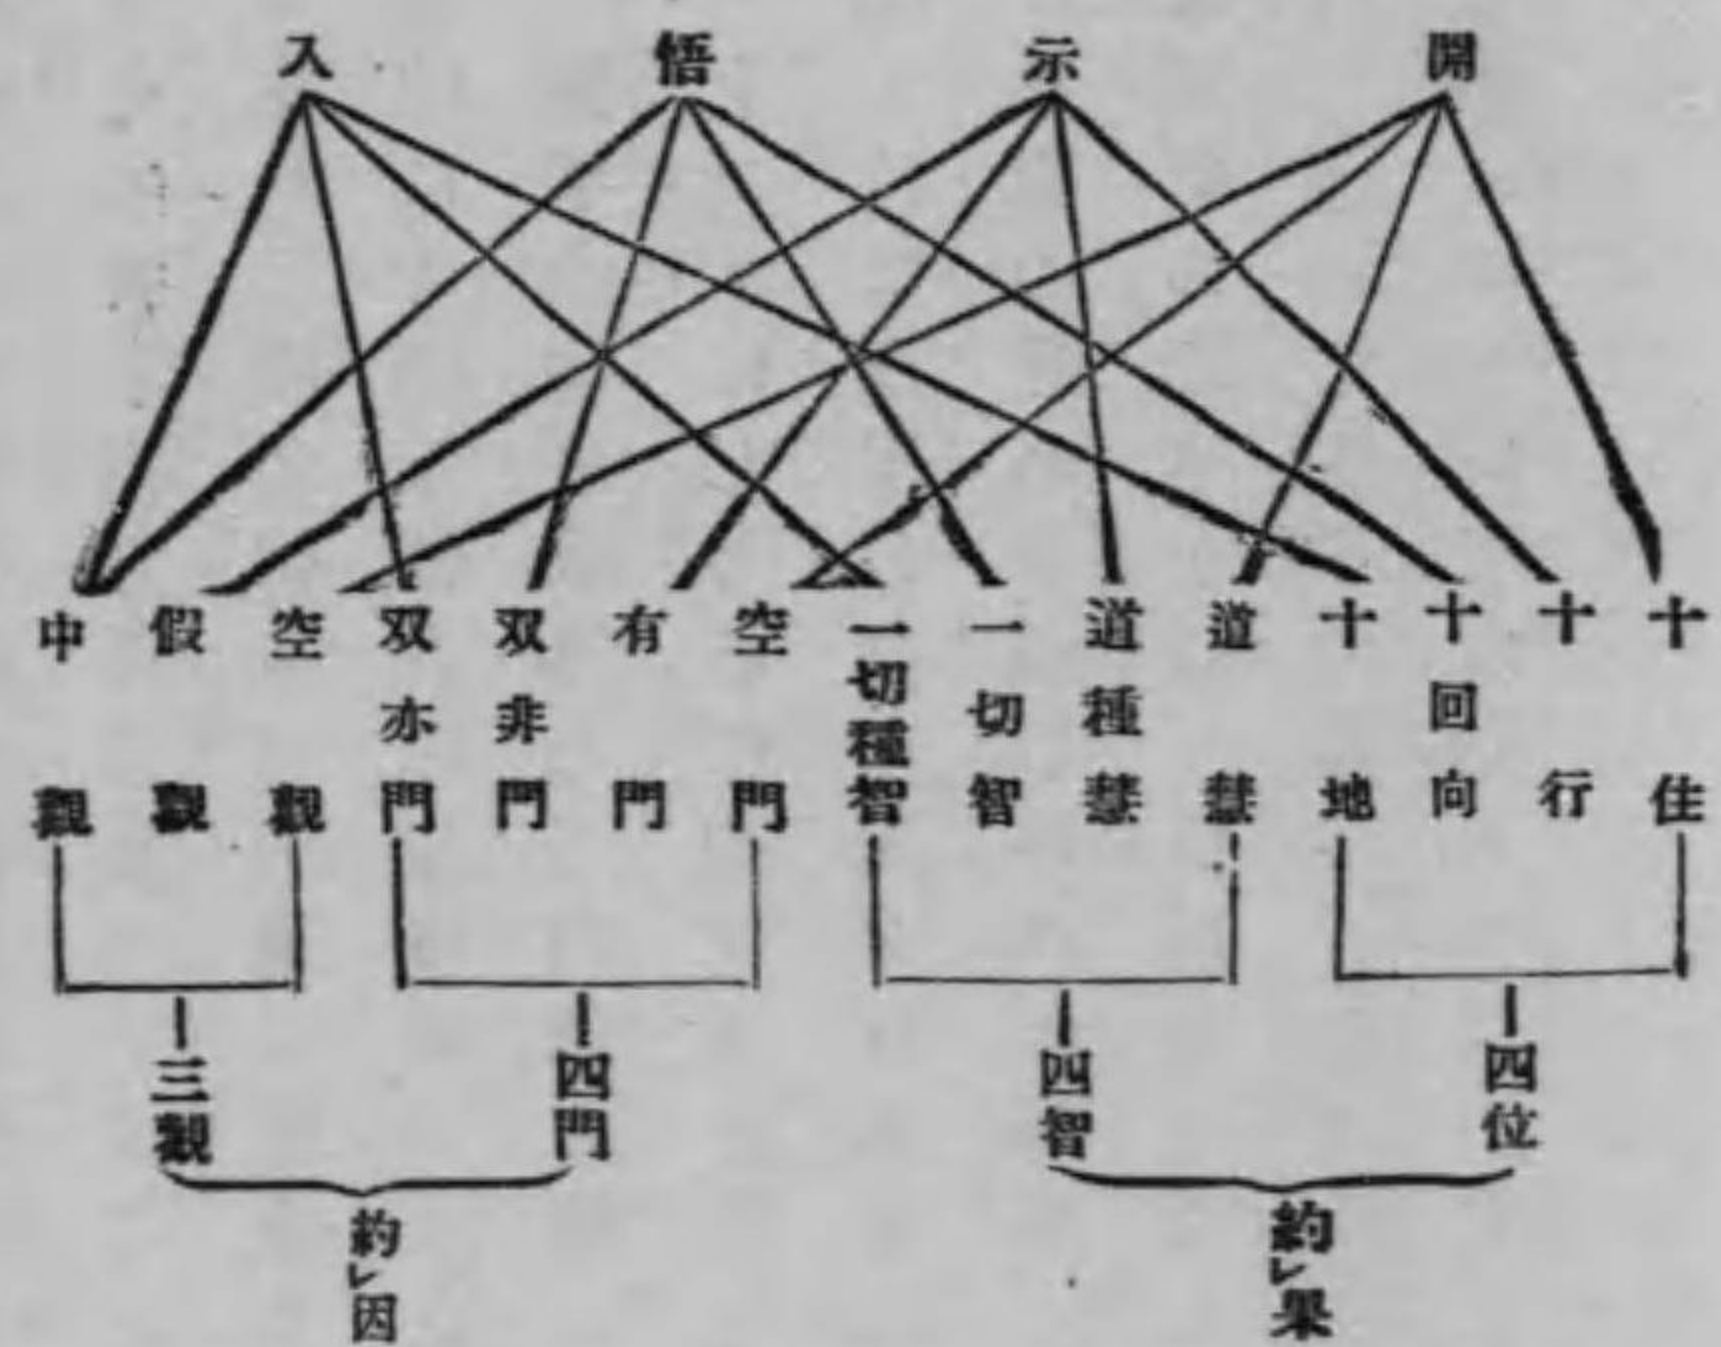 開
示
悟
入
十住
十行
十回向
十地
道慧
道種慧
一切智
一切種智
空門
有門
双非門
双亦門
空觀
假觀
中觀
四位
四智
四門
三觀
約レ果
約レ因